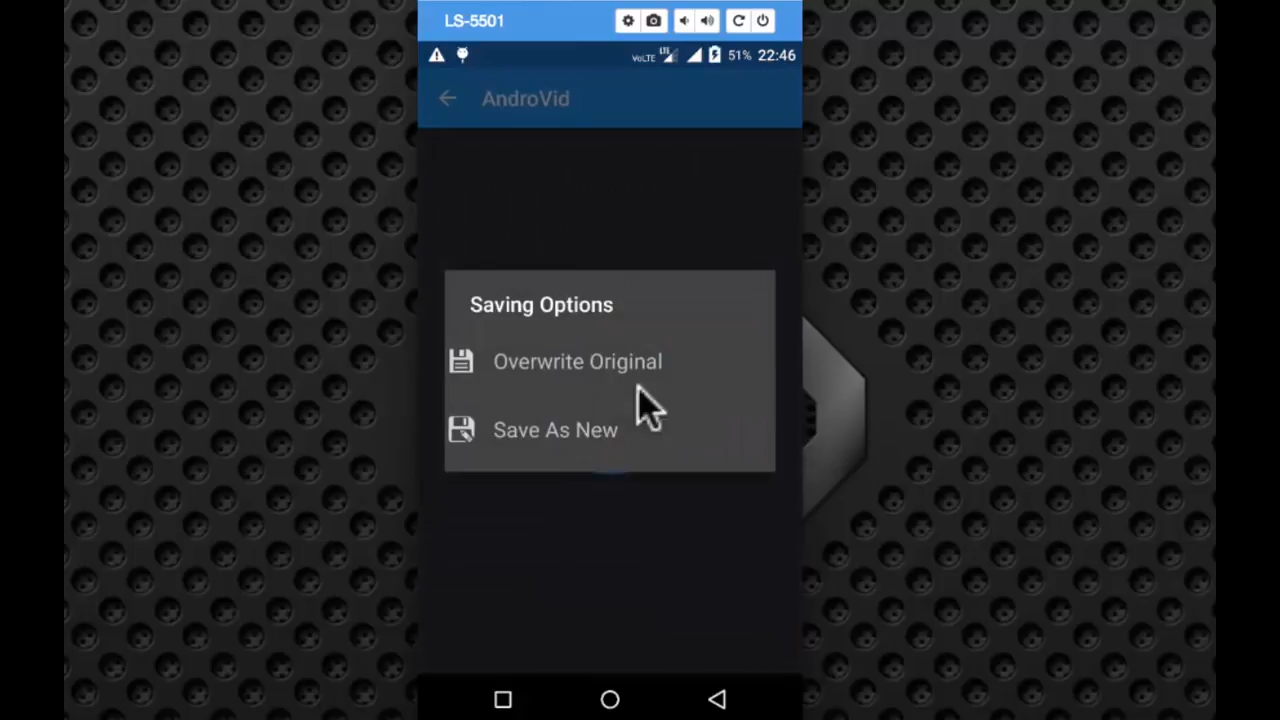 LS-5501
VoLTE LTE 51% 22:46
AndroVid
Saving Options
Overwrite Original
Save As New